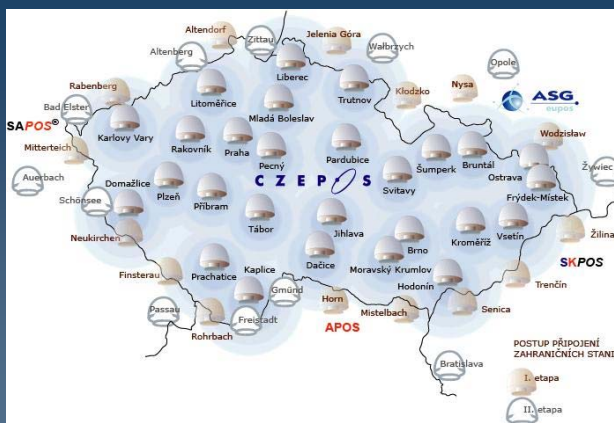 Altendorf
Zittau
Jelenia Góra
Altenberg
Wałbrzych
Liberec
Opole
Rabenberg
Litoměřice
Trutnov
Kłodzko
Nysa
ASG
eupos
Bad Elster
Mladá Boleslav
SAPOS®
Karlovy Vary
Rakovník
Praha
Pecný
Pardubice
Wodzisław
Mitterteich
Šumperk
Bruntál
Ostrava
Żywiec
Auerbach
Domažlice
Plzeň
CZEPOS
Svitavy
Frýdek-Místek
Schönsee
Příbram
Tábor
Jihlava
Brno
Kroměříž
Vsetín
Žilina
Neukirchen
Finsterau
Prachatice
Kaplice
Dačice
Moravský Krumlov
SKPOS
Gmünd
Hodonín
Trenčín
Passau
Freistadt
Horn
Mistelbach
Senica
Rohrbach
APOS
POSTUP PŘIPOJENÍ
ZAHRANIČNÍCH STANI
Bratislava
I. etapa
II. etapa